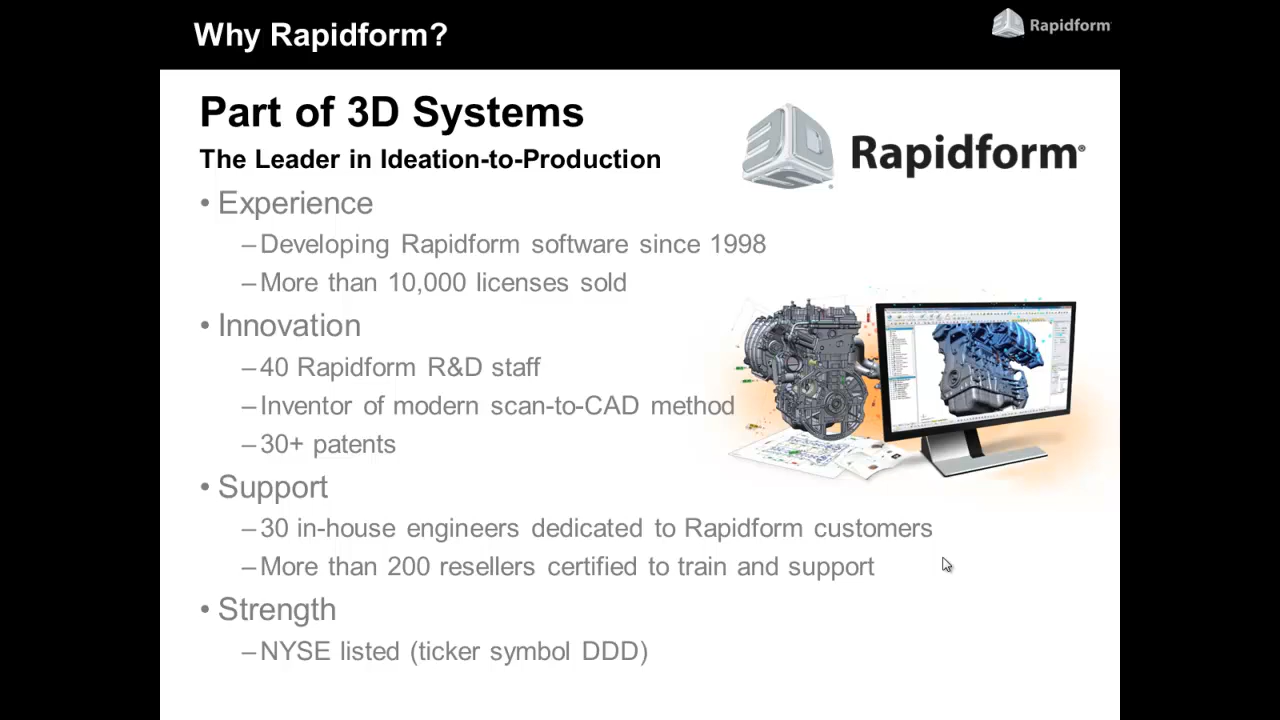 Why Rapidform?
Rapidform
Part of 3D Systems
The Leader in Ideation-to-Production
Rapidform®
• Experience
–Developing Rapidform software since 1998
–More than 10,000 licenses sold
• Innovation
–40 Rapidform R&D staff
–Inventor of modern scan-to-CAD method
–30+ patents
• Support
–30 in-house engineers dedicated to Rapidform customers
–More than 200 resellers certified to train and support
• Strength
–NYSE listed (ticker symbol DDD)